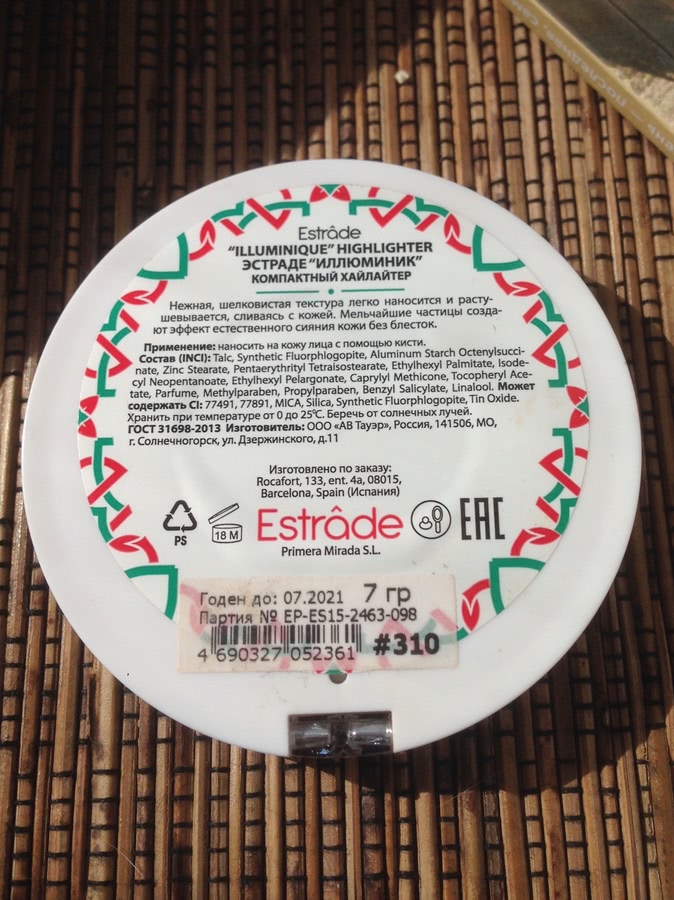 Estrâde
"ILLUMINIQUE" HIGHLIGHTER
ЭСТРАДЕ "ИЛЛЮМИНИК"
КОМПАКТНЫЙ ХАЙЛАЙТЕР
Нежная, шелковистая текстура легко наносится и расту-
шевывается, сливаясь с кожей. Мельчайшие частицы созда-
ют эффект естественного сияния кожи без блесток.
Применение: наносить на кожу лица с помощью кисти.
Состав (INCI): Talc, Synthetic Fluorphlogopite, Aluminum Starch Octenylsucci-
nate, Zinc Stearate, Pentaerythrityl Tetraisostearate, Ethylhexyl Palmitate, Isode-
cyl Neopentanoate, Ethylhexyl Pelargonate, Caprylyl Methicone, Tocopheryl Ace-
tate, Parfume, Methylparaben, Propylparaben, Benzyl Salicylate, Linalool. Может
содержать CI: 77491, 77891, MICA, Silica, Synthetic Fluorphlogopite, Tin Oxide.
Хранить при температуре от 0 до 25°C. Беречь от солнечных лучей.
ГОСТ 31698-2013 Изготовитель: ООО «АВ Тауэр», Россия, 141506, МО,
г. Солнечногорск, ул. Дзержинского, д.11
Изготовлено по заказу:
Rocafort, 133, ent. 4a, 08015,
Barcelona, Spain (Испания)
PS
18 M
Estrâde
EAC
Primera Mirada S.L.
Годен до: 07.2021 7 гр
Партия № EP-ES15-2463-098
4 690327 052361 #310